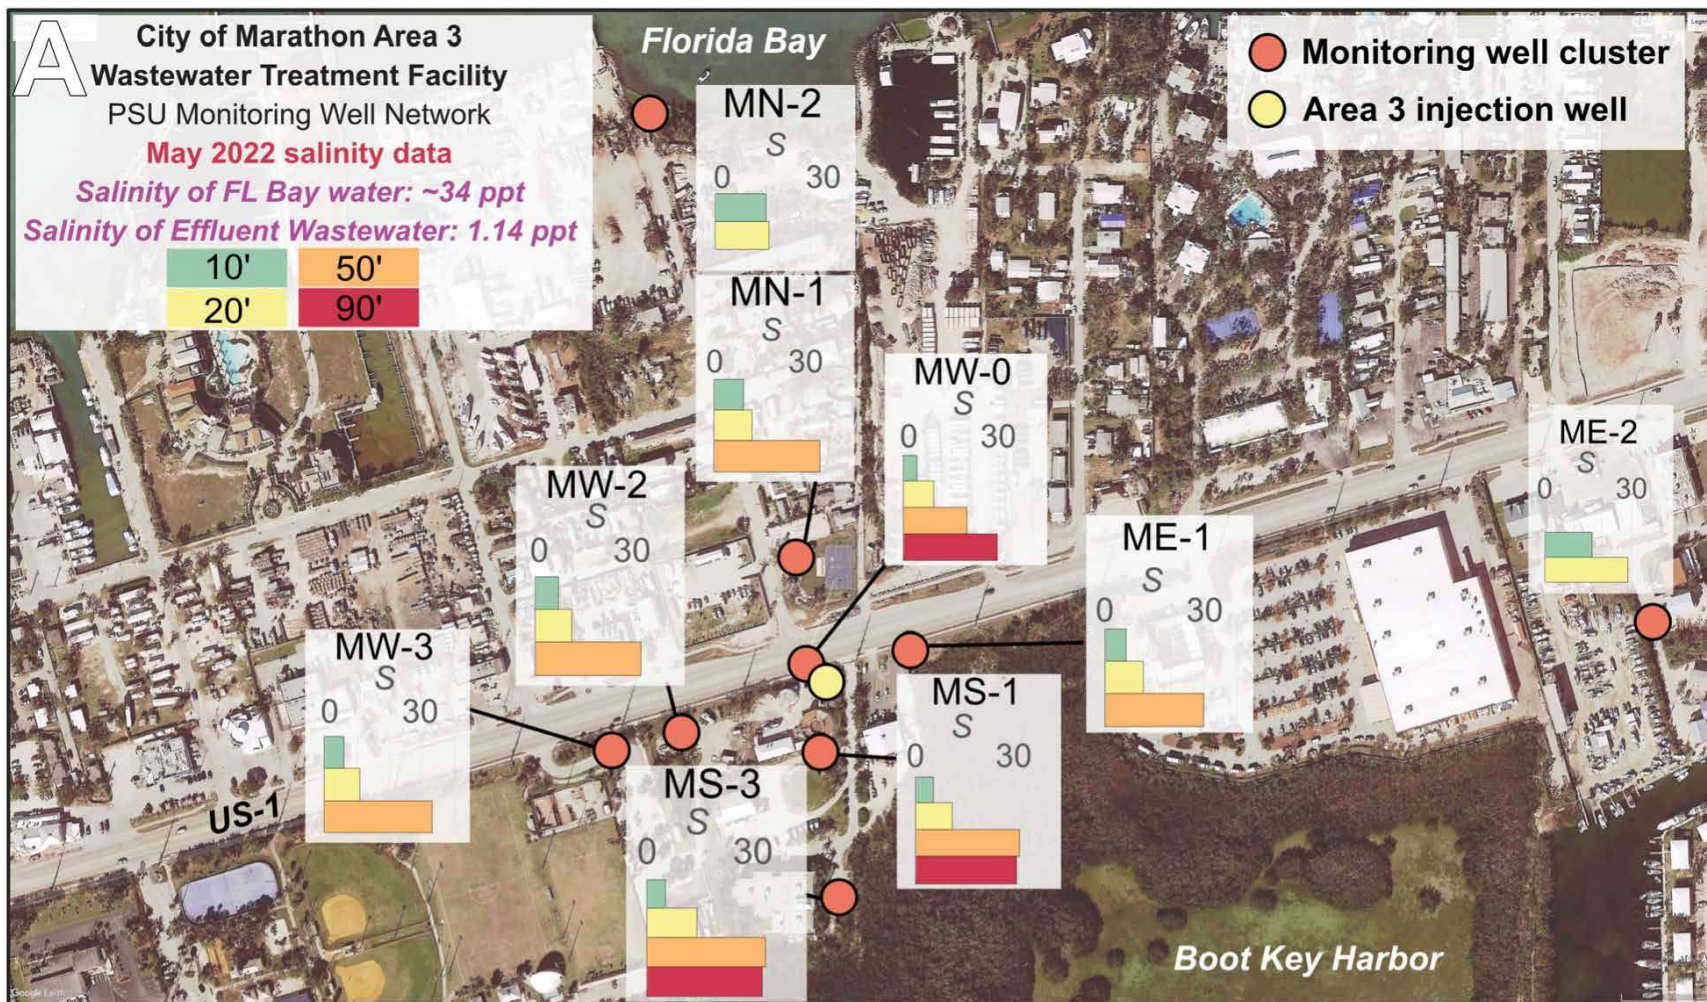 A
City of Marathon Area 3
Wastewater Treatment Facility
PSU Monitoring Well Network
May 2022 salinity data
Salinity of FL Bay water: ~34 ppt
Salinity of Effluent Wastewater: 1.14 ppt
10' 50'
20' 90'
Florida Bay
Monitoring well cluster
Area 3 injection well
MN-2
S
0 30
MN-1
S
0 30
MW-0
S
0 30
ME-2
S
0 30
MW-2
S
0 30
ME-1
S
0 30
MW-3
S
0 30
MS-1
S
0 30
MS-3
S
0 30
US-1
Boot Key Harbor
Google Earth